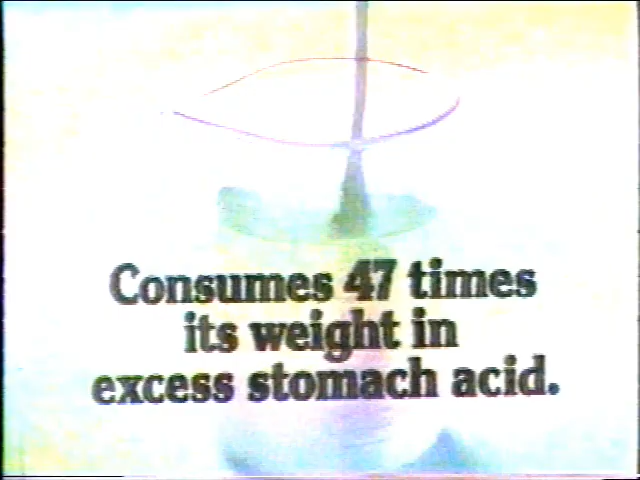 Consumes 47 times
its weight in
excess stomach acid.